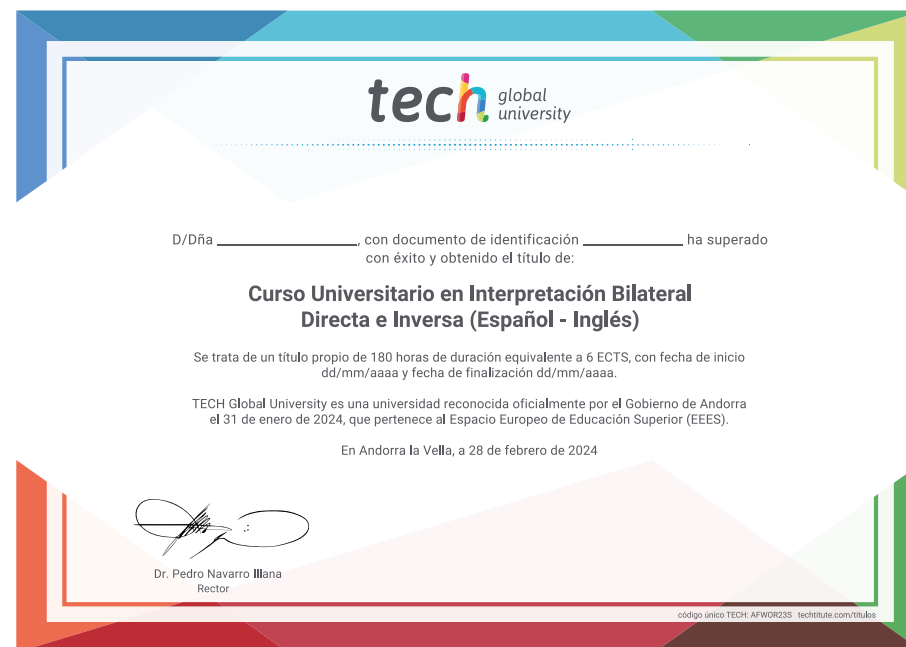 tech global university
D/Dña ____________________, con documento de identificación ______________ ha superado
con éxito y obtenido el título de:
Curso Universitario en Interpretación Bilateral
Directa e Inversa (Español - Inglés)
Se trata de un título propio de 180 horas de duración equivalente a 6 ECTS, con fecha de inicio
dd/mm/aaaa y fecha de finalización dd/mm/aaaa.
TECH Global University es una universidad reconocida oficialmente por el Gobierno de Andorra
el 31 de enero de 2024, que pertenece al Espacio Europeo de Educación Superior (EEES).
En Andorra la Vella, a 28 de febrero de 2024
Dr. Pedro Navarro Illana
Rector
código único TECH: AFWOR23S techtitute.com/titulos